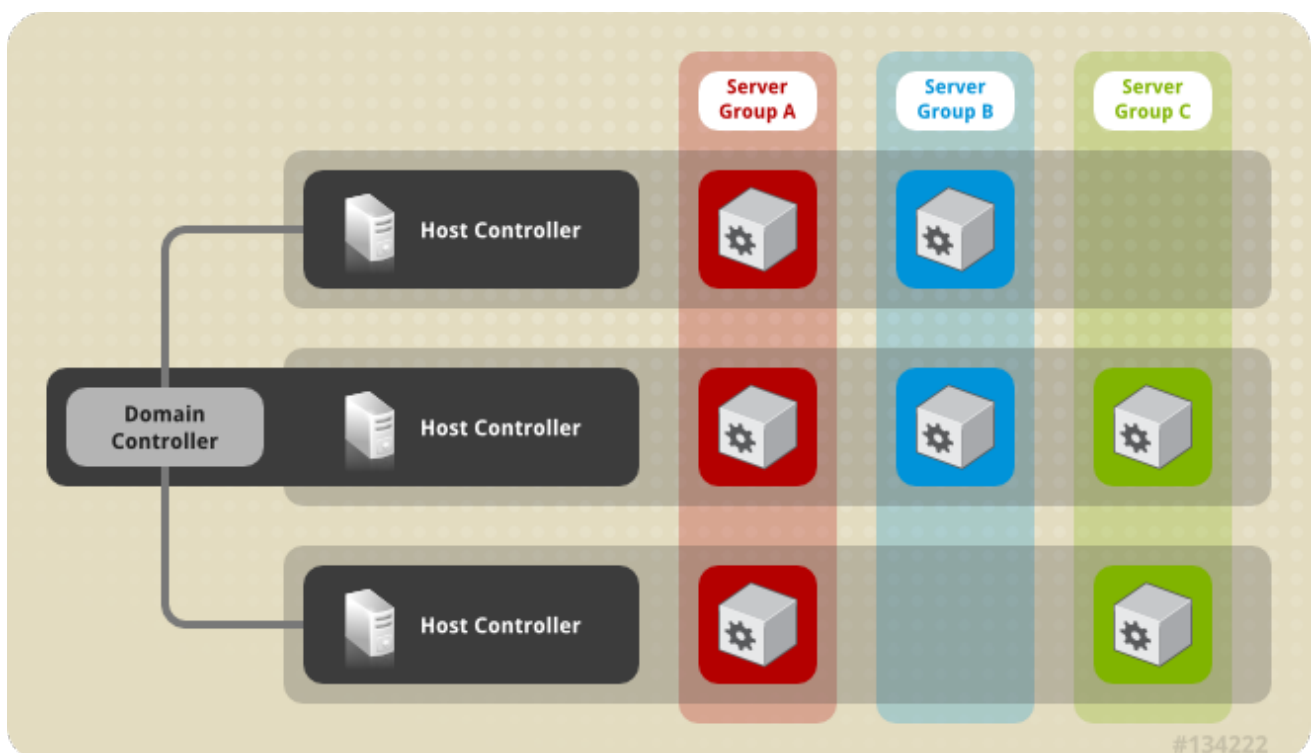 Server
Group A
Server
Group B
Server
Group C
Host Controller
Domain
Controller
Host Controller
Host Controller
#134222